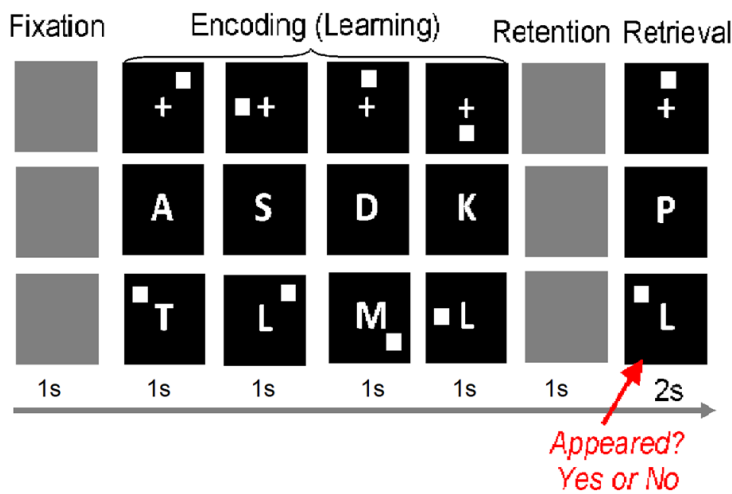 Fixation Encoding (Learning) Retention Retrieval
+ + + + +
A S D K P
T L M L L
1s 1s 1s 1s 1s 1s 2s
Appeared?
Yes or No